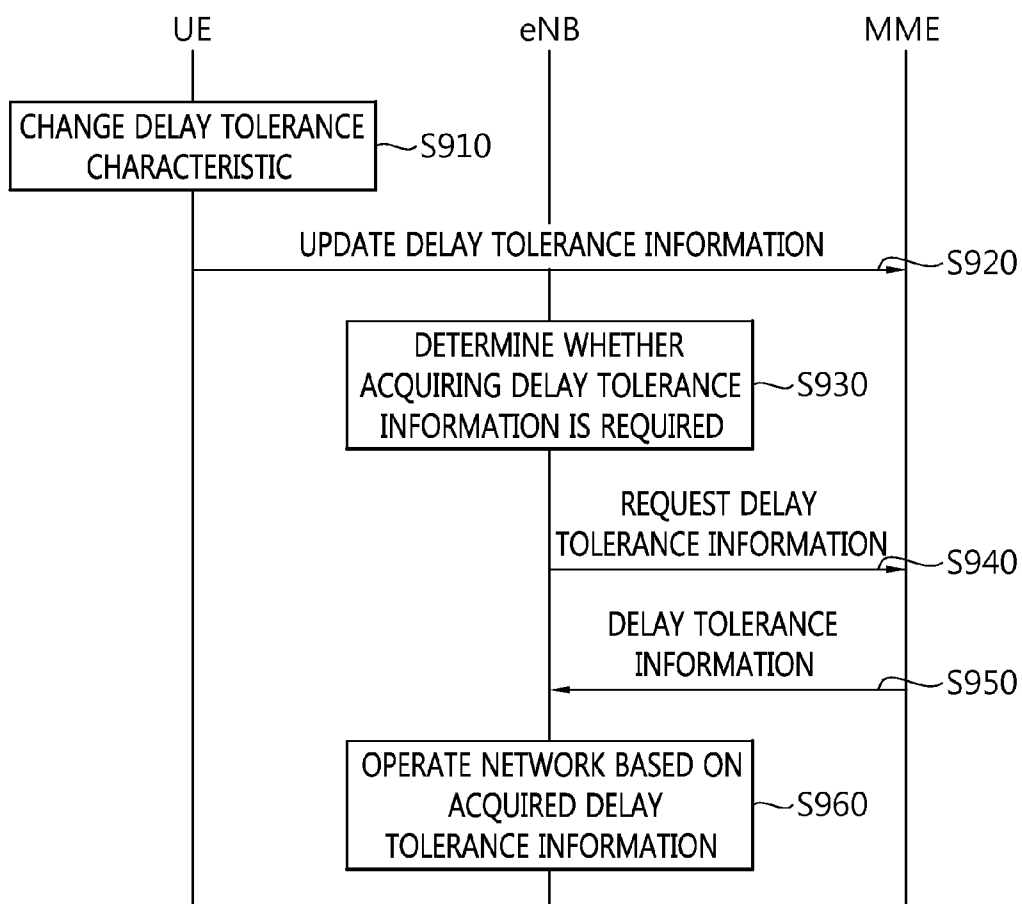 UE
eNB
MME
CHANGE DELAY TOLERANCE
CHARACTERISTIC
S910
UPDATE DELAY TOLERANCE INFORMATION
S920
DETERMINE WHETHER
ACQUIRING DELAY TOLERANCE
INFORMATION IS REQUIRED
S930
REQUEST DELAY
TOLERANCE INFORMATION
S940
DELAY TOLERANCE
INFORMATION
S950
OPERATE NETWORK BASED ON
ACQUIRED DELAY
TOLERANCE INFORMATION
S960